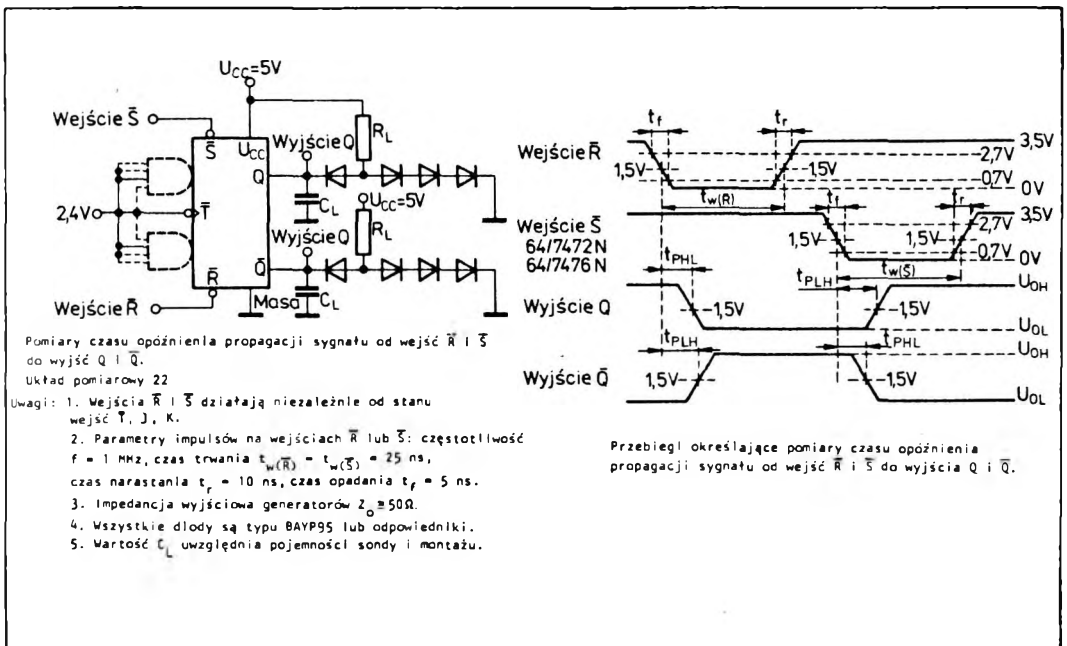 U_CC=5V
Wejście S̅
S̅
U_CC
Wyjście Q
R_L
Q
C_L
U_CC=5V
2,4V
T̅
Wyjście Q
R_L
Q̅
R̅
Masa
C_L
Wejście R̅
Pomiary czasu opóźnienia propagacji sygnału od wejść R̅ i S̅
do wyjść Q i Q̅.
Układ pomiarowy 22
Uwagi: 1. Wejścia R̅ i S̅ działają niezależnie od stanu
wejść T̅, J, K.
2. Parametry impulsów na wejściach R̅ lub S̅: częstotliwość
f = 1 MHz, czas trwania t_w(R̅) = t_w(S̅) = 25 ns,
czas narastania t_r = 10 ns, czas opadania t_f = 5 ns.
3. Impedancja wyjściowa generatorów Z_o ≅ 50Ω.
4. Wszystkie diody są typu BAYP95 lub odpowiedniki.
5. Wartość C_L uwzględnia pojemności sondy i montażu.
t_f
t_r
Wejście R̅
3,5V
2,7V
1,5V
1,5V
0,7V
0V
t_w(R̅)
t_f
t_r
Wejście S̅
64/7472N
64/7476N
3,5V
2,7V
1,5V
1,5V
0,7V
0V
t_w(S̅)
t_PHL
t_PLH
Wyjście Q
1,5V
1,5V
U_OH
U_OL
t_PLH
t_PHL
Wyjście Q̅
1,5V
1,5V
U_OH
U_OL
Przebiegi określające pomiary czasu opóźnienia
propagacji sygnału od wejść R̅ i S̅ do wyjścia Q i Q̅.